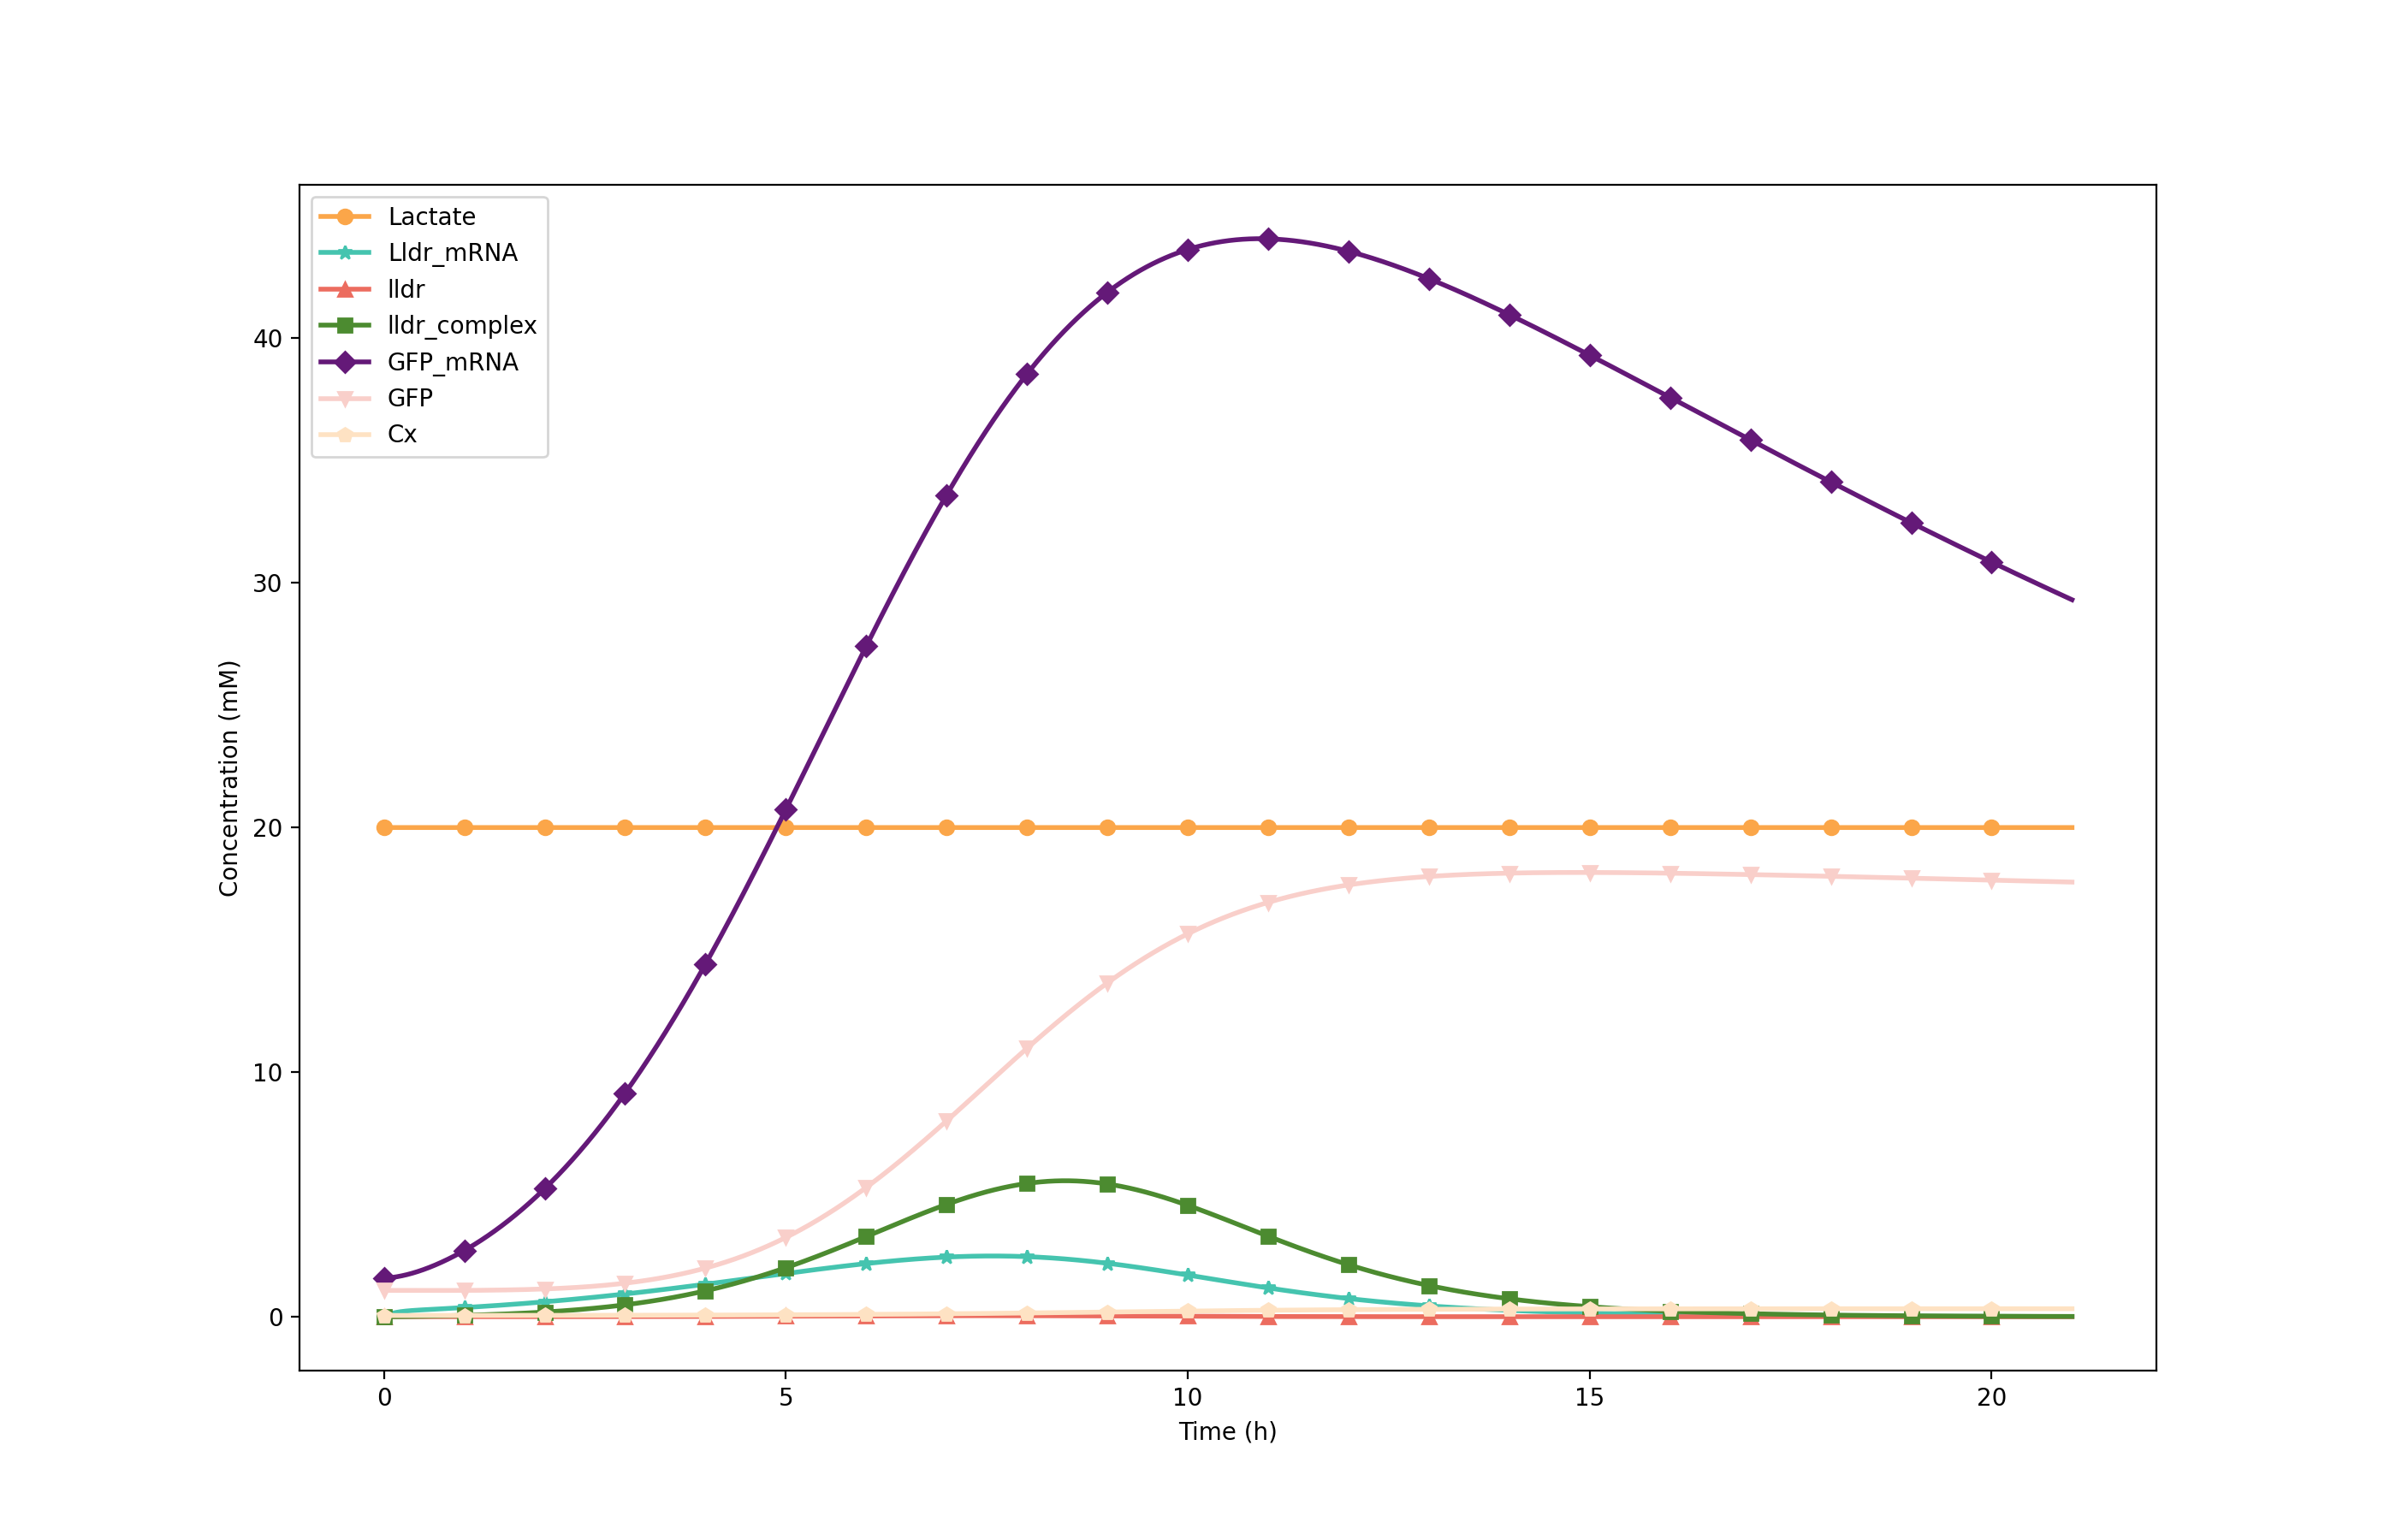 Lactate
Lldr_mRNA
lldr
lldr_complex
GFP_mRNA
GFP
Cx
40
30
20
10
0
Concentration (mM)
0 5 10 15 20
Time (h)